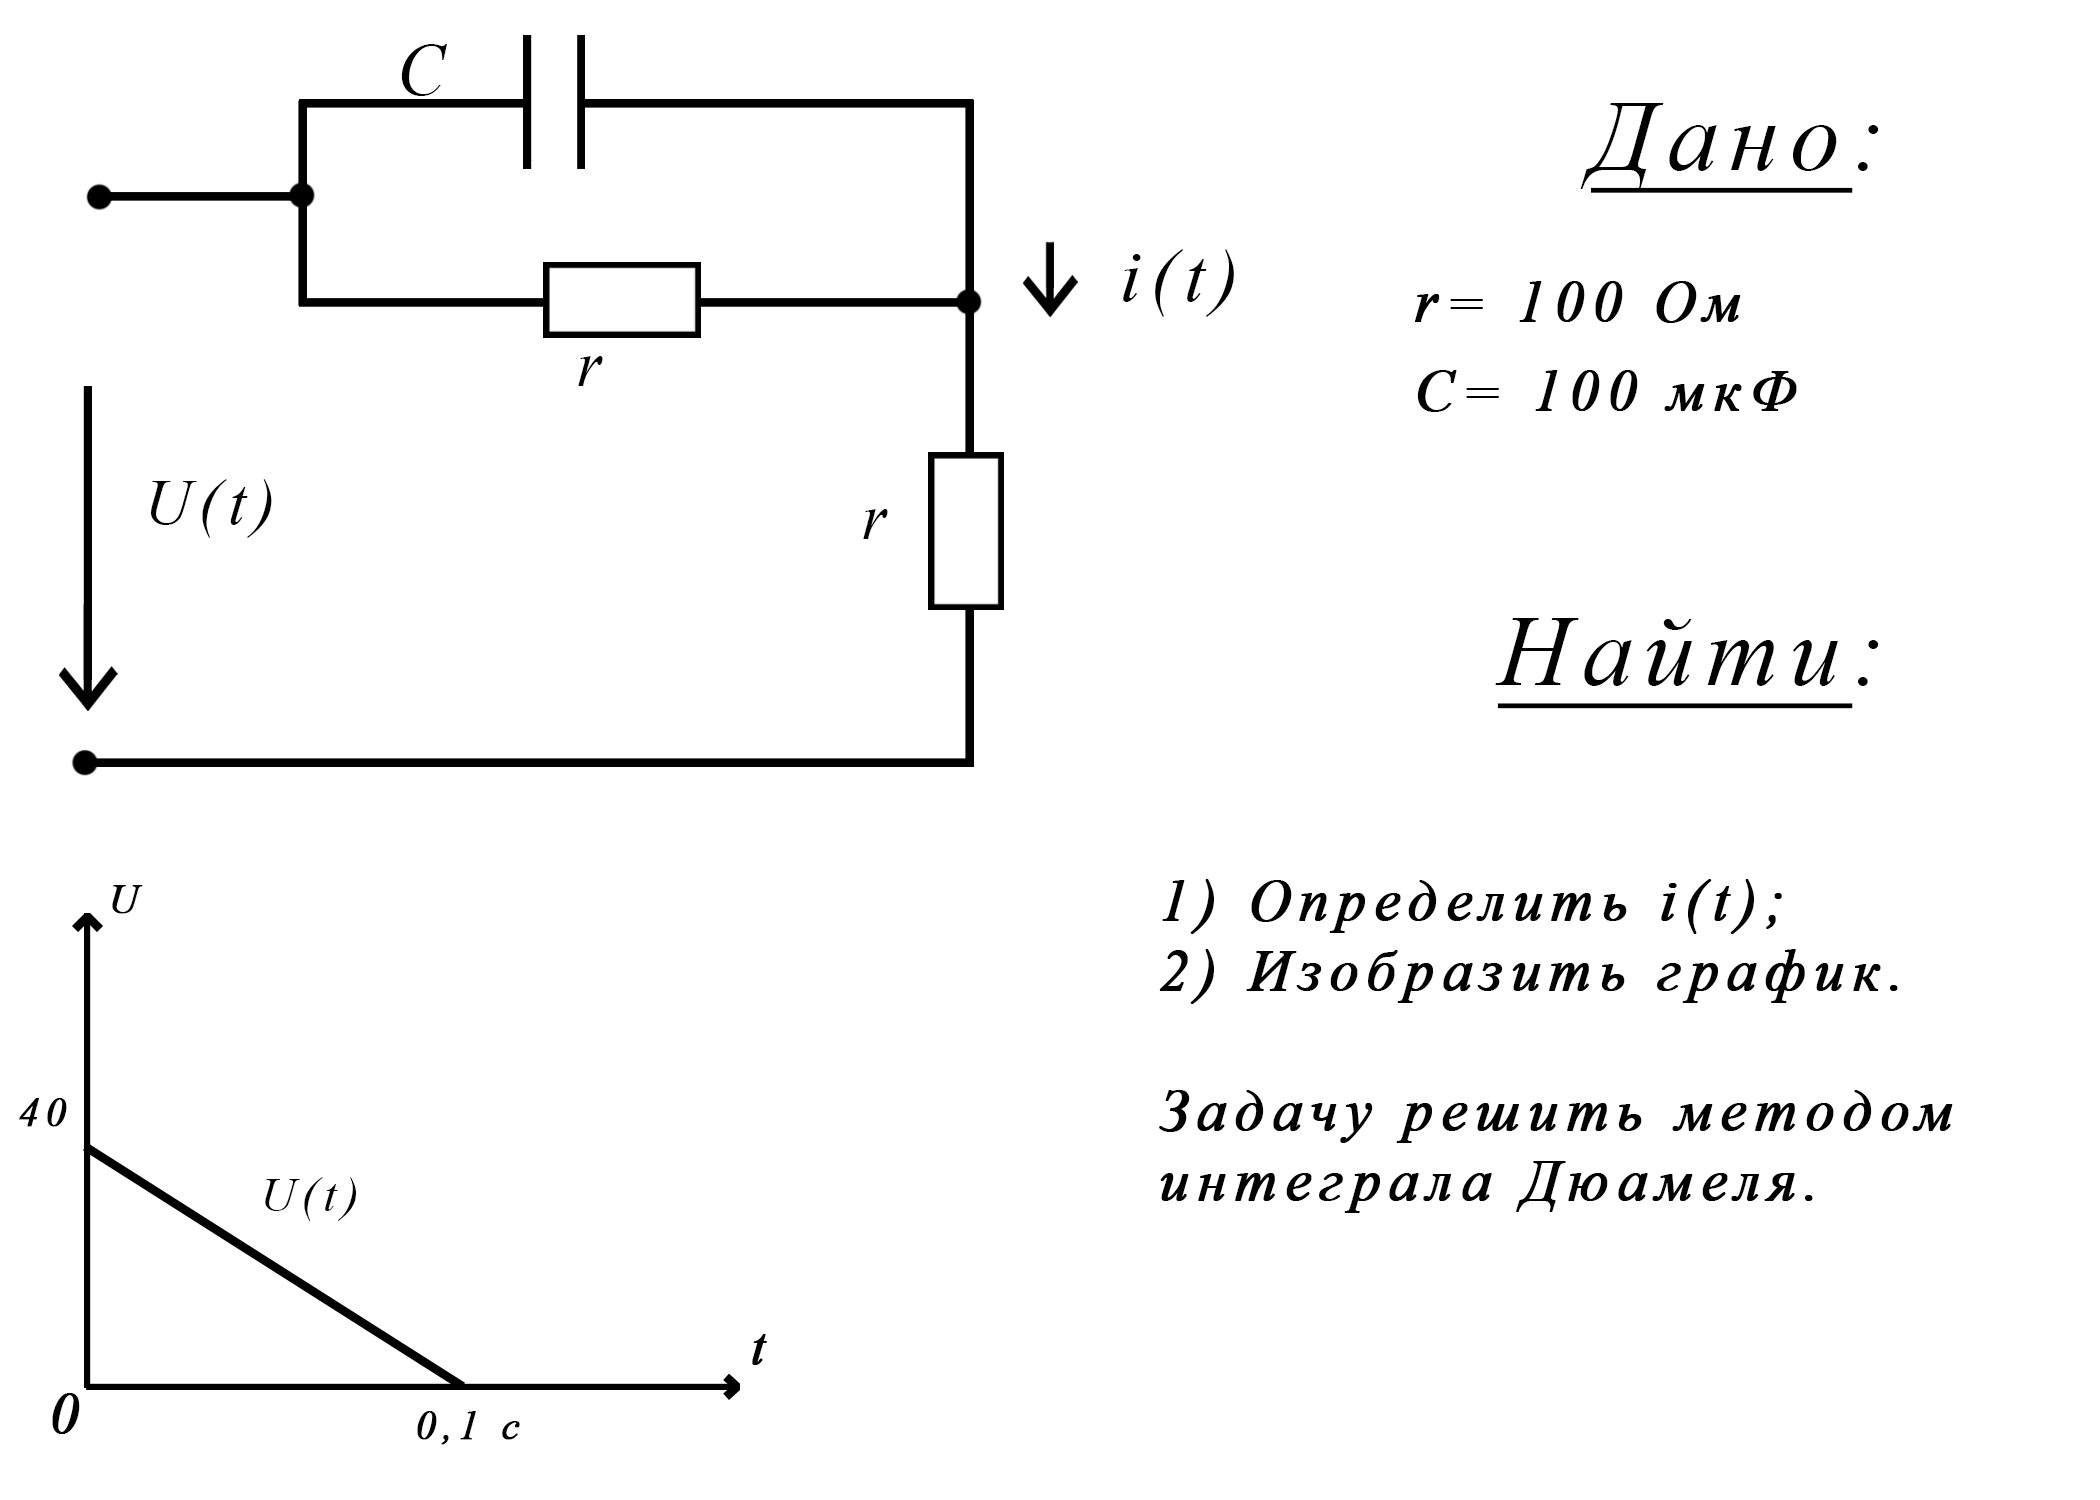 C
Дано:
i(t)
r= 100 Ом
r
C= 100 мкФ
U(t)
r
Найти:
U
1) Определить i(t);
2) Изобразить график.
40
Задачу решить методом
U(t)
интеграла Дюамеля.
t
0
0,1 с